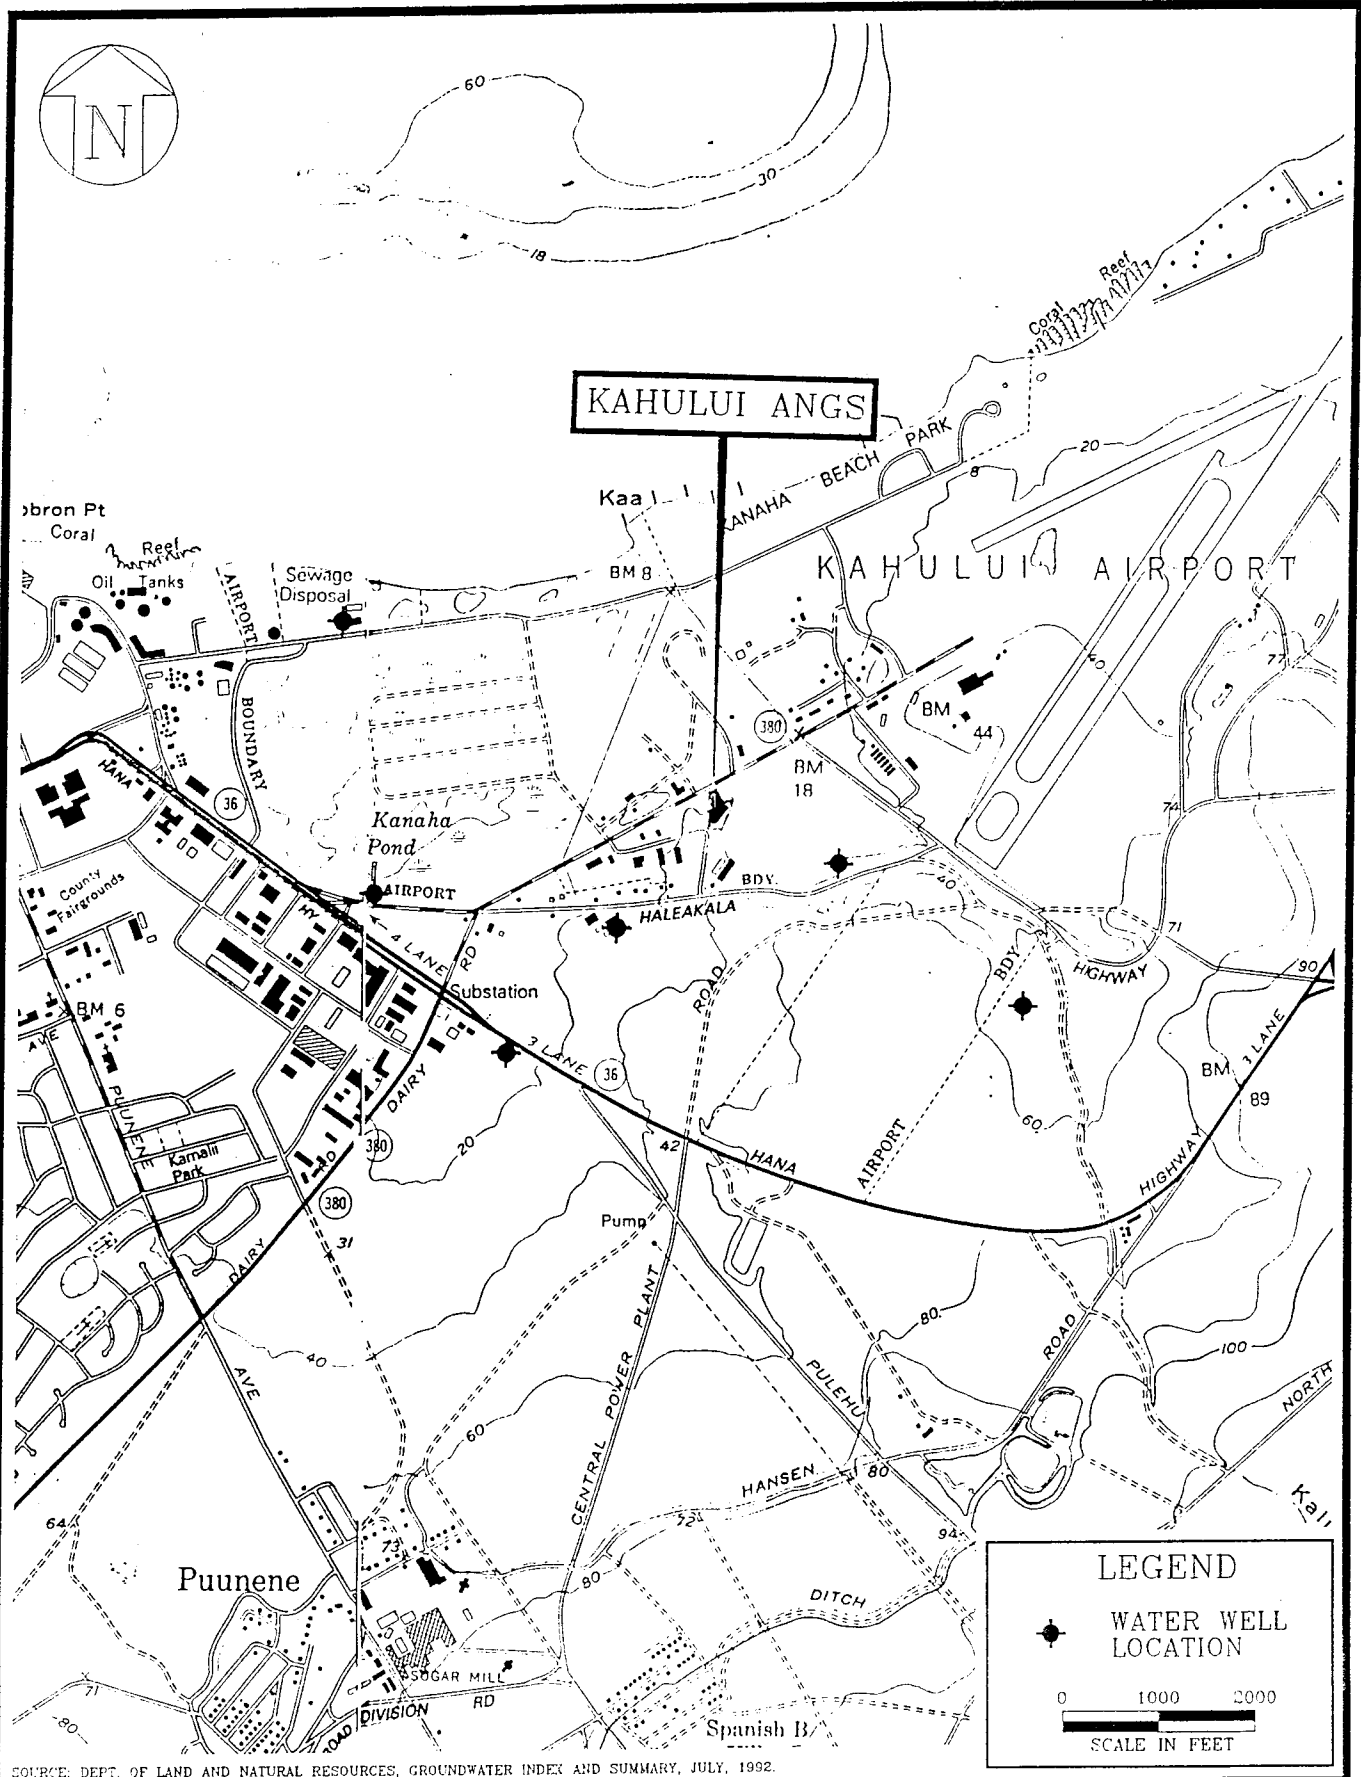 N
60
30
18
Reef
Coral
KAHULUI ANGS
KANAHA BEACH PARK
20
8
Kaa
obron Pt
Coral
Reef
Oil Tanks
AIRPORT
Sewage
Disposal
BM 8
KAHULUI AIRPORT
40
77
BOUNDARY
380
BM
44
BM
18
HANA
36
74
Kanaha
Pond
AIRPORT
County
Fairgrounds
BDY
40
HY
HALEAKALA
4 LANE
RD
ROAD
71
BDY
HIGHWAY
90
Substation
BM 6
AVE
3 LANE
36
3 LANE
BM
89
PUUNENE
DAIRY
RD
380
20
42
HANA
AIRPORT
60
HIGHWAY
Kamalii
Park
380
Pump
31
DAIRY
PLANT
80
ROAD
100
40
AVE
POWER
PULEHU
NORTH
60
CENTRAL
HANSEN
80
64
72
94
Kalı
73
80
DITCH
Puunene
SUGAR MILL
71
80
DIVISION RD
ROAD
Spanish B
LEGEND
WATER WELL
LOCATION
0 1000 2000
SCALE IN FEET
SOURCE: DEPT. OF LAND AND NATURAL RESOURCES, GROUNDWATER INDEX AND SUMMARY, JULY, 1992.